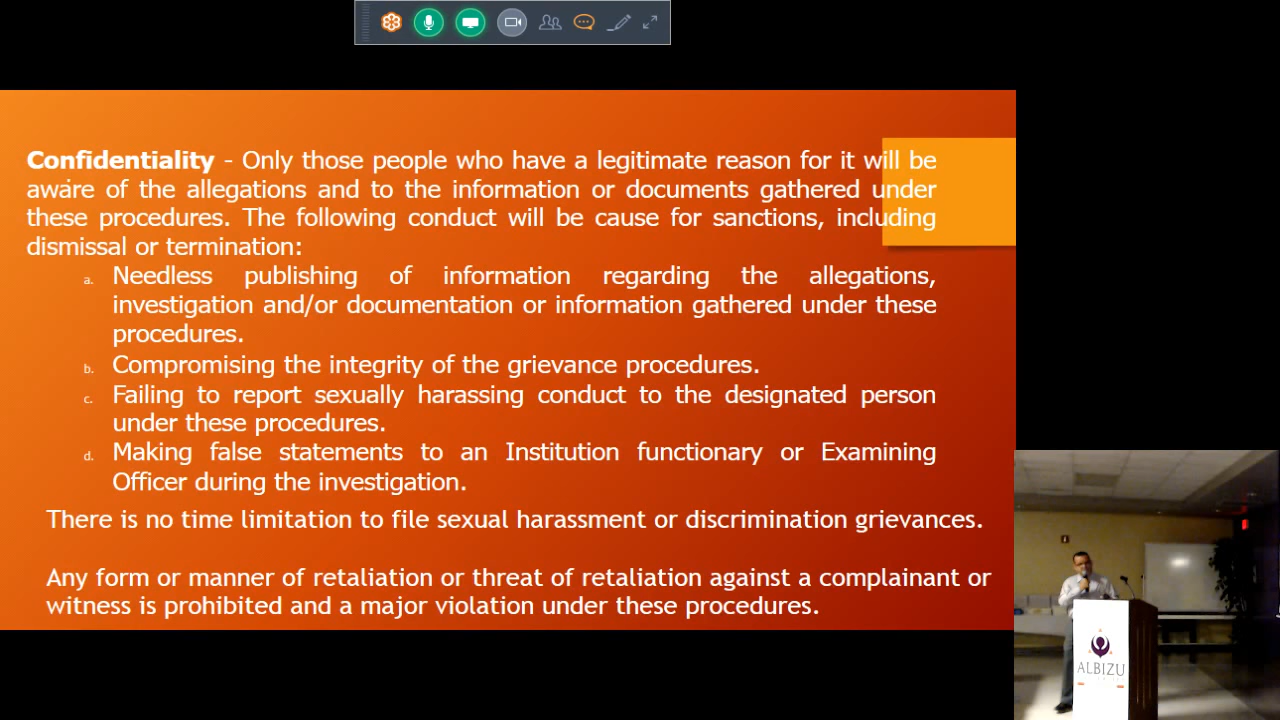 Confidentiality - Only those people who have a legitimate reason for it will be
aware of the allegations and to the information or documents gathered under
these procedures. The following conduct will be cause for sanctions, including
dismissal or termination:
a. Needless publishing of information regarding the allegations,
investigation and/or documentation or information gathered under these
procedures.
b. Compromising the integrity of the grievance procedures.
c. Failing to report sexually harassing conduct to the designated person
under these procedures.
d. Making false statements to an Institution functionary or Examining
Officer during the investigation.
There is no time limitation to file sexual harassment or discrimination grievances.
Any form or manner of retaliation or threat of retaliation against a complainant or
witness is prohibited and a major violation under these procedures.
ALBIZU